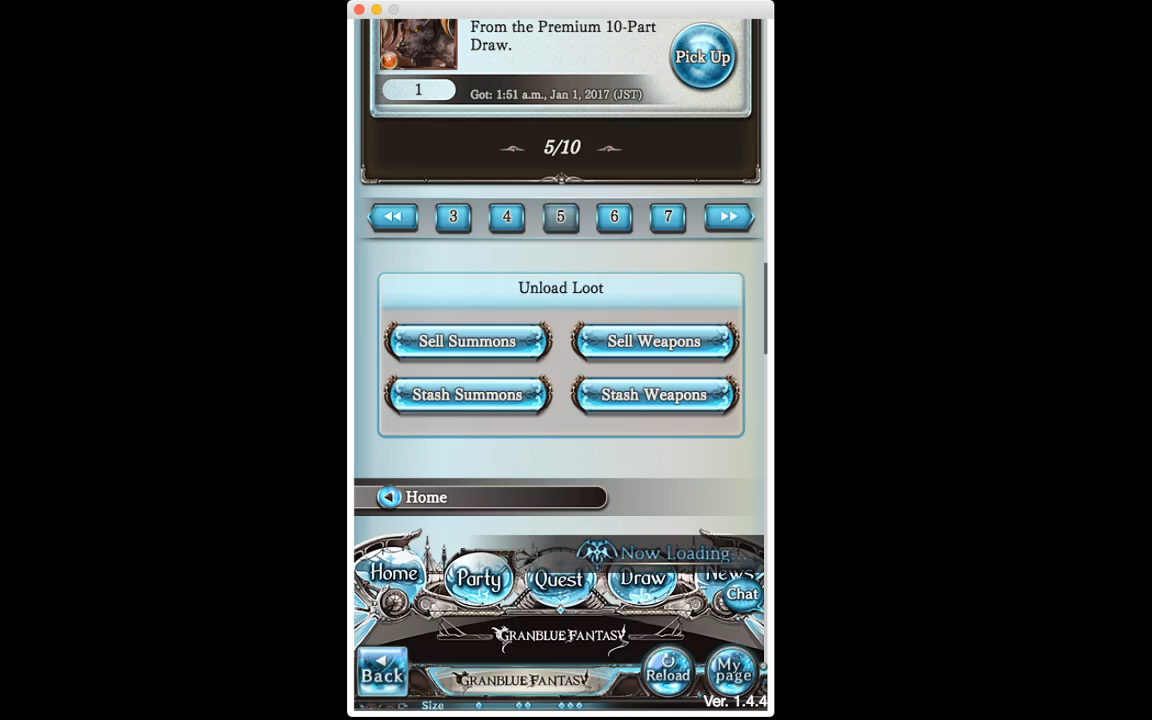 From the Premium 10-Part
Draw.
Pick Up
1
Got: 1:51 a.m., Jan 1, 2017 (JST)
5/10
3 4 5 6 7
Unload Loot
Sell Summons Sell Weapons
Stash Summons Stash Weapons
Home
Now Loading...
Home Party Quest Draw News
Chat
GRANBLUE FANTASY
Back GRANBLUE FANTASY Reload My page
Ver. 1.4.4
Size